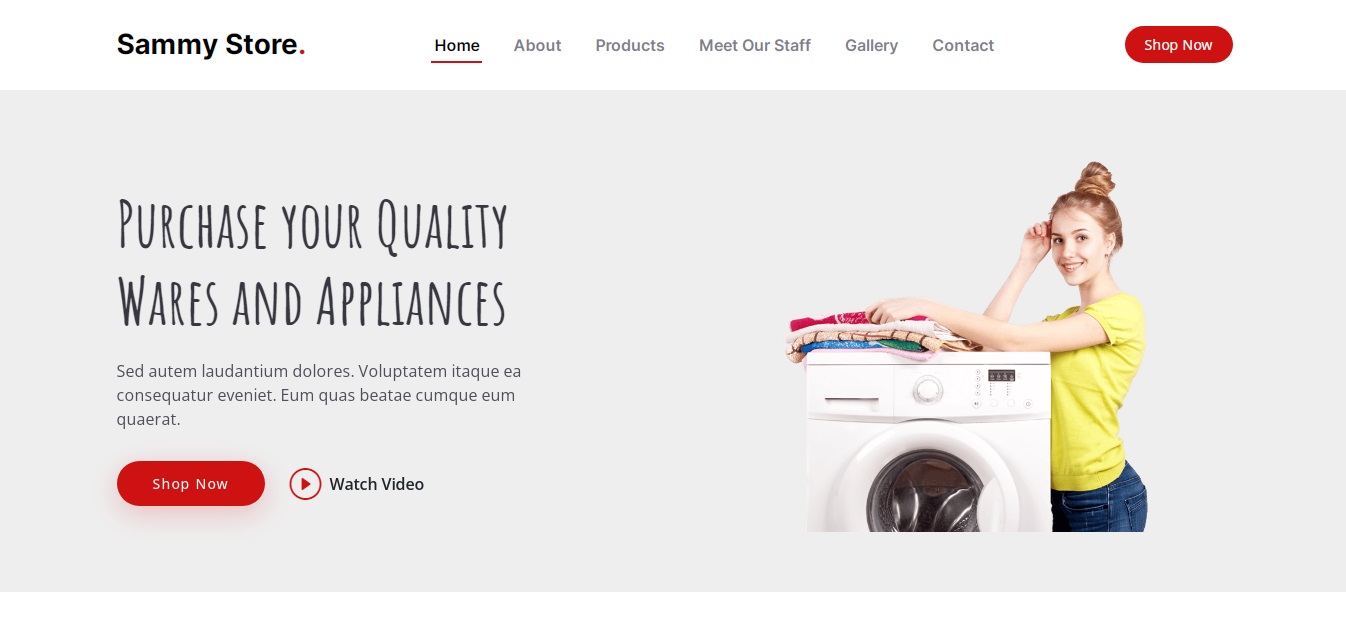 Sammy Store.
Home
About
Products
Meet Our Staff
Gallery
Contact
Shop Now
Purchase your Quality
Wares and Appliances
Sed autem laudantium dolores. Voluptatem itaque ea
consequatur eveniet. Eum quas beatae cumque eum
quaerat.
Shop Now
Watch Video